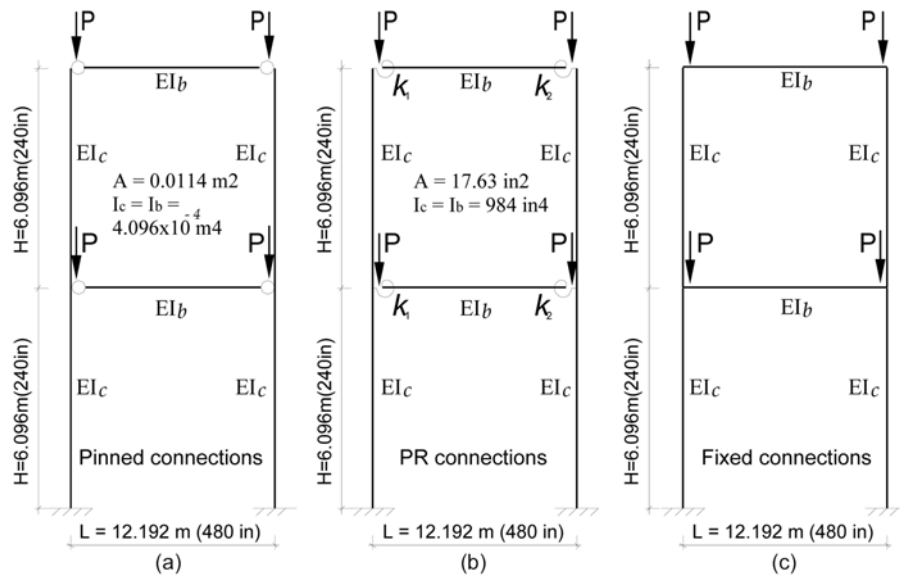 P P P P P P
EIb k1 EIb k2 EIb
H=6.096m(240in) EIc EIc H=6.096m(240in) EIc EIc H=6.096m(240in) EIc EIc
A = 0.0114 m2 A = 17.63 in2
Ic = Ib = Ic = Ib = 984 in4
4.096x10-4 m4
P P P P P P
EIb k1 EIb k2 EIb
H=6.096m(240in) EIc EIc H=6.096m(240in) EIc EIc H=6.096m(240in) EIc EIc
Pinned connections PR connections Fixed connections
L = 12.192 m (480 in) L = 12.192 m (480 in) L = 12.192 m (480 in)
(a) (b) (c)